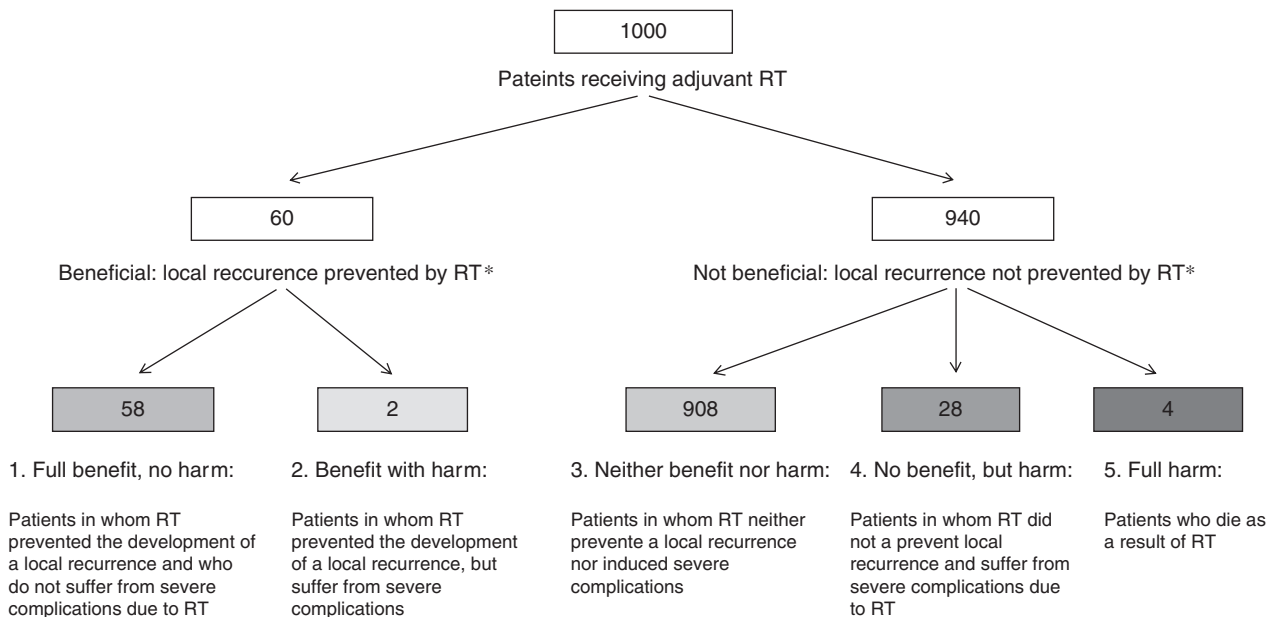 1000
Pateints receiving adjuvant RT
60
940
Beneficial: local reccurence prevented by RT*
Not beneficial: local recurrence not prevented by RT*
58
2
908
28
4
1. Full benefit, no harm:
Patients in whom RT
prevented the development of
a local recurrence and who
do not suffer from severe
complications due to RT
2. Benefit with harm:
Patients in whom RT
prevented the development
of a local recurrence, but
suffer from severe
complications
3. Neither benefit nor harm:
Patients in whom RT neither
prevente a local recurrence
nor induced severe
complications
4. No benefit, but harm:
Patients in whom RT did
not a prevent local
recurrence and suffer from
severe complications due
to RT
5. Full harm:
Patients who die as
a result of RT